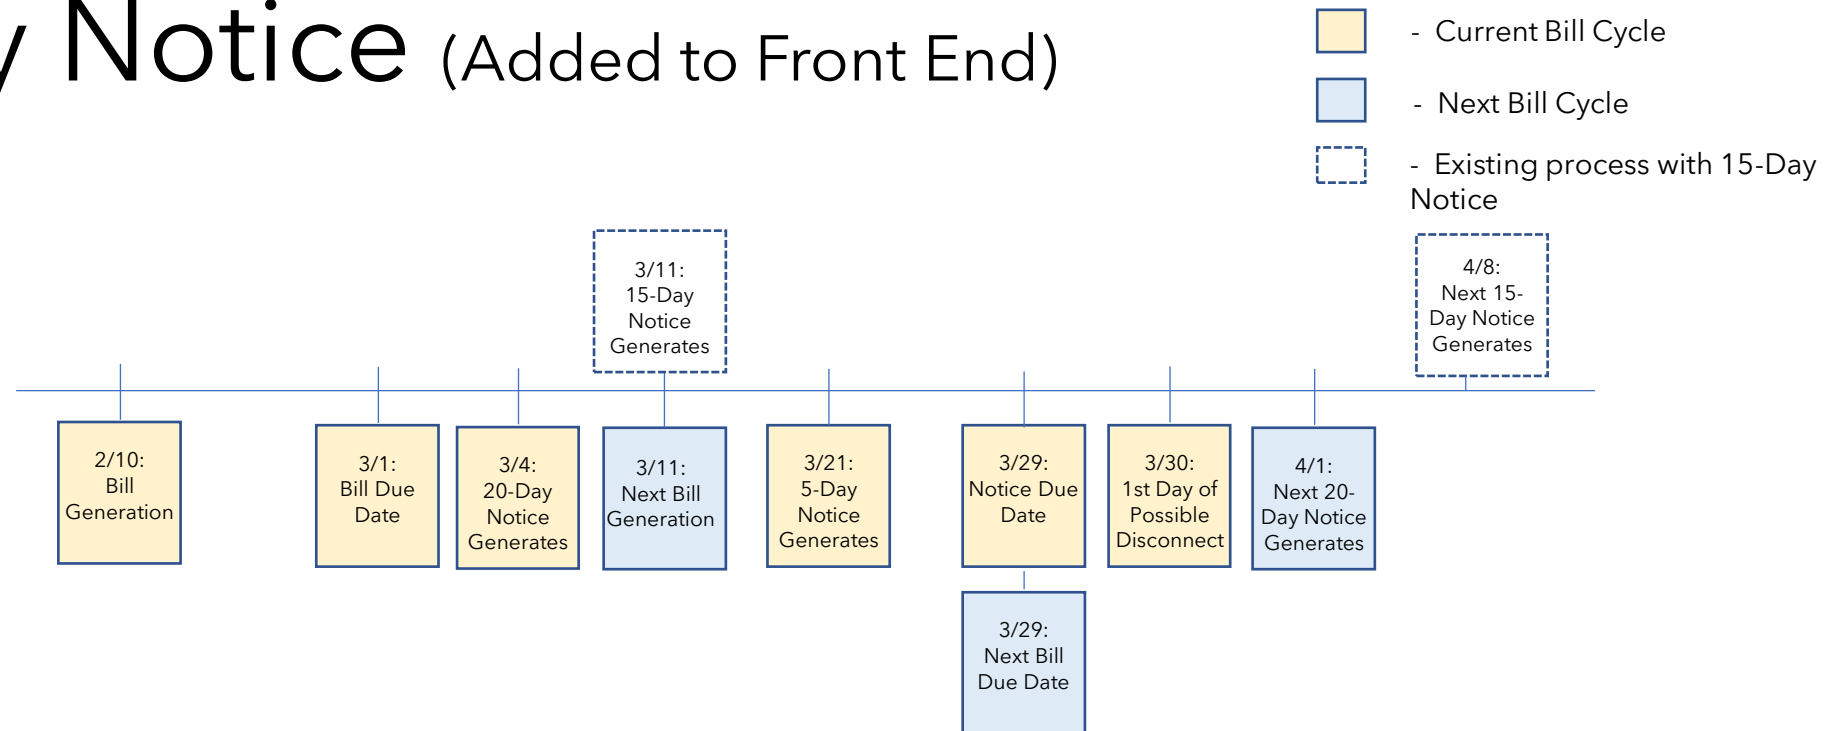 y Notice (Added to Front End)
- Current Bill Cycle
- Next Bill Cycle
- Existing process with 15-Day
Notice
3/11:
15-Day
Notice
Generates
4/8:
Next 15-
Day Notice
Generates
2/10:
Bill
Generation
3/1:
Bill Due
Date
3/4:
20-Day
Notice
Generates
3/11:
Next Bill
Generation
3/21:
5-Day
Notice
Generates
3/29:
Notice Due
Date
3/30:
1st Day of
Possible
Disconnect
4/1:
Next 20-
Day Notice
Generates
3/29:
Next Bill
Due Date